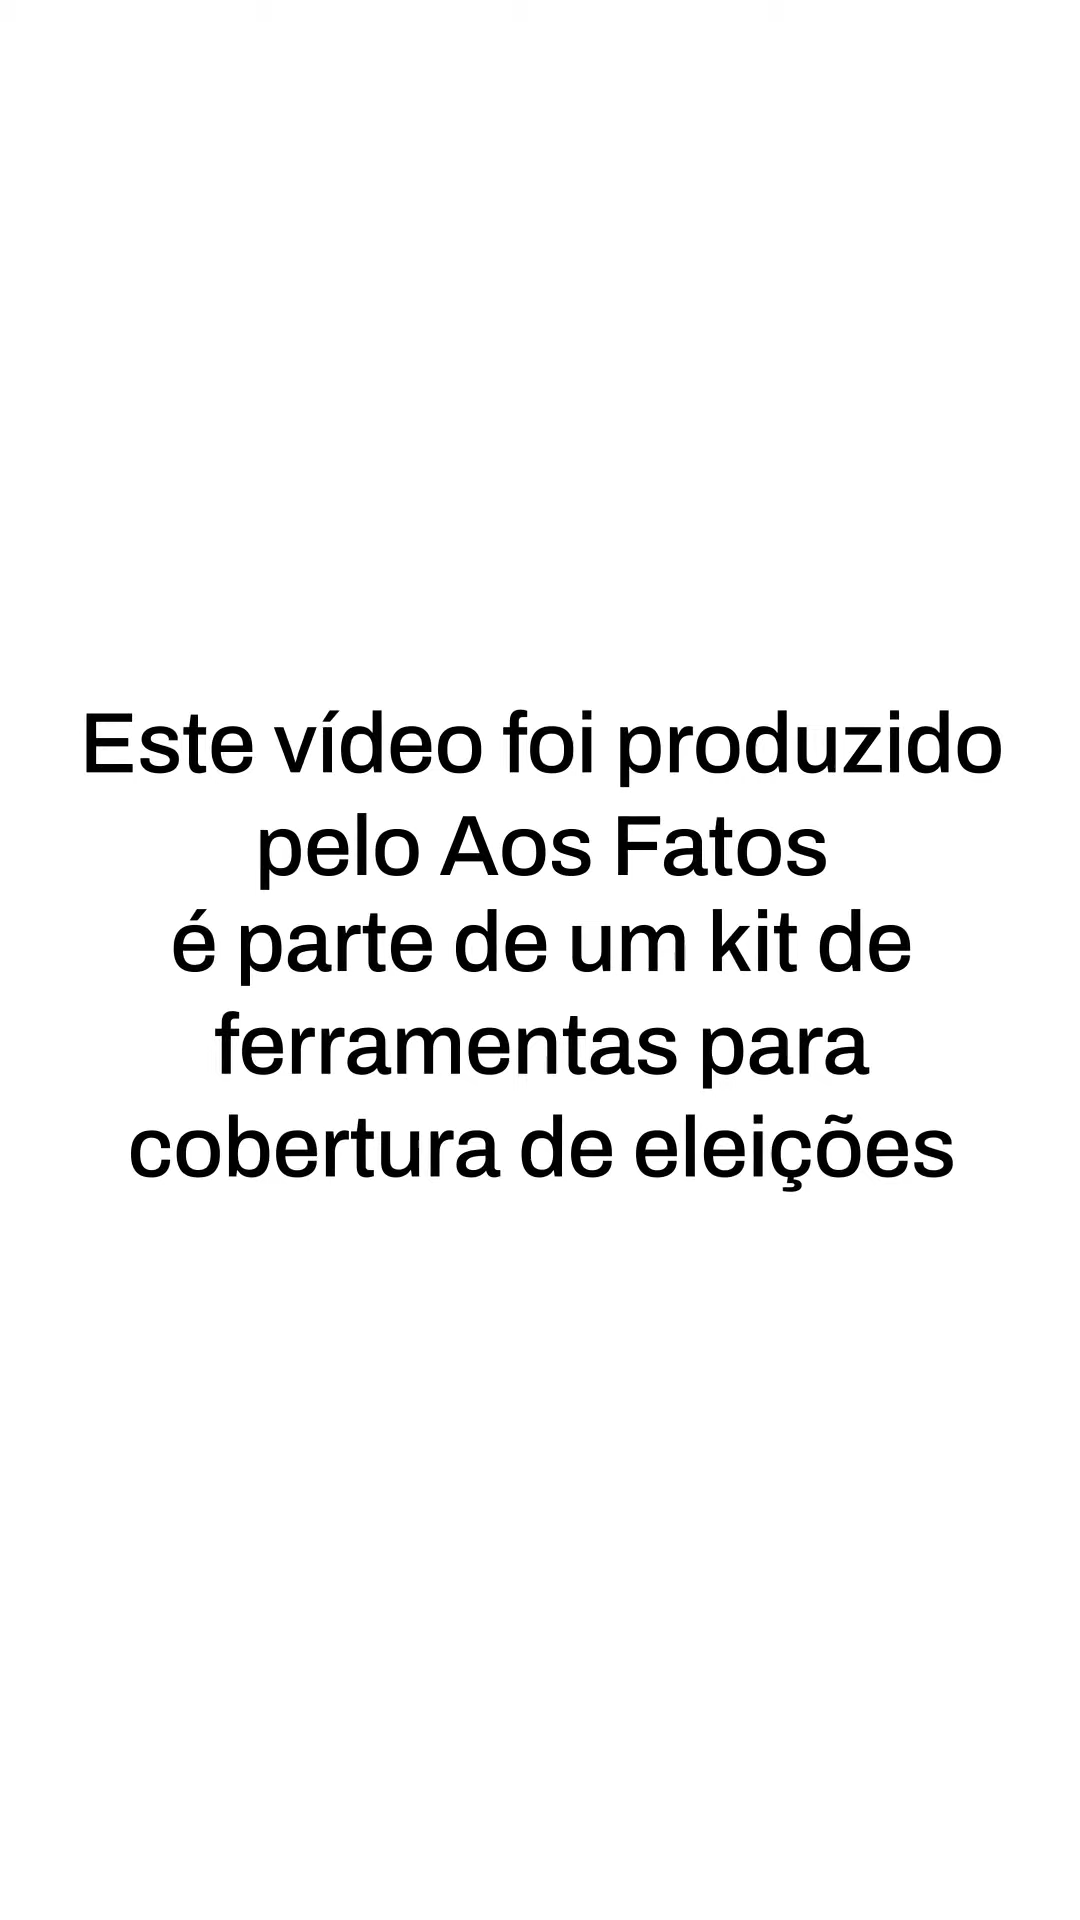 Este vídeo foi produzido
pelo Aos Fatos
é parte de um kit de
ferramentas para
cobertura de eleições